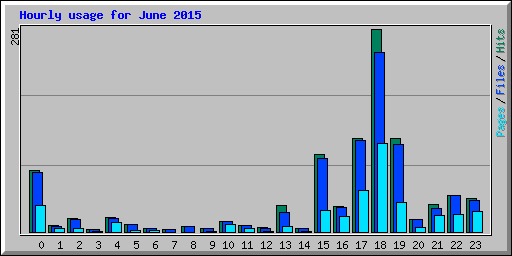 Hourly usage for June 2015
281
Pages/Files/Hits
0 1 2 3 4 5 6 7 8 9 10 11 12 13 14 15 16 17 18 19 20 21 22 23